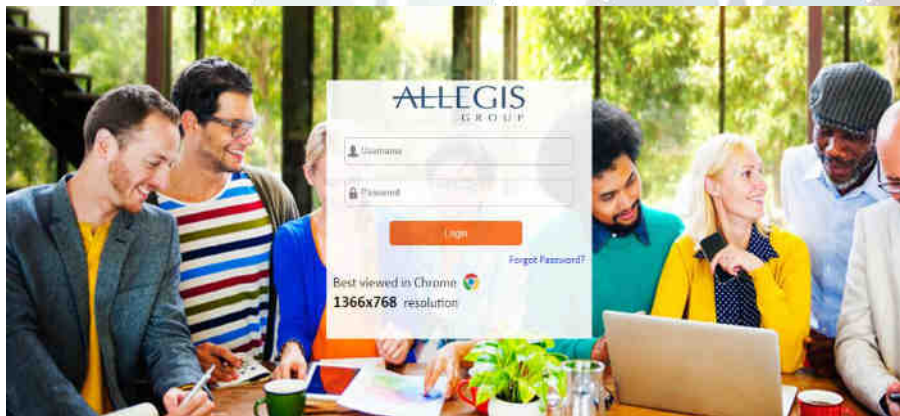 ALLEGIS
GROUP
Username
Password
Login
Forgot Password?
Best viewed in Chrome
1366x768 resolution